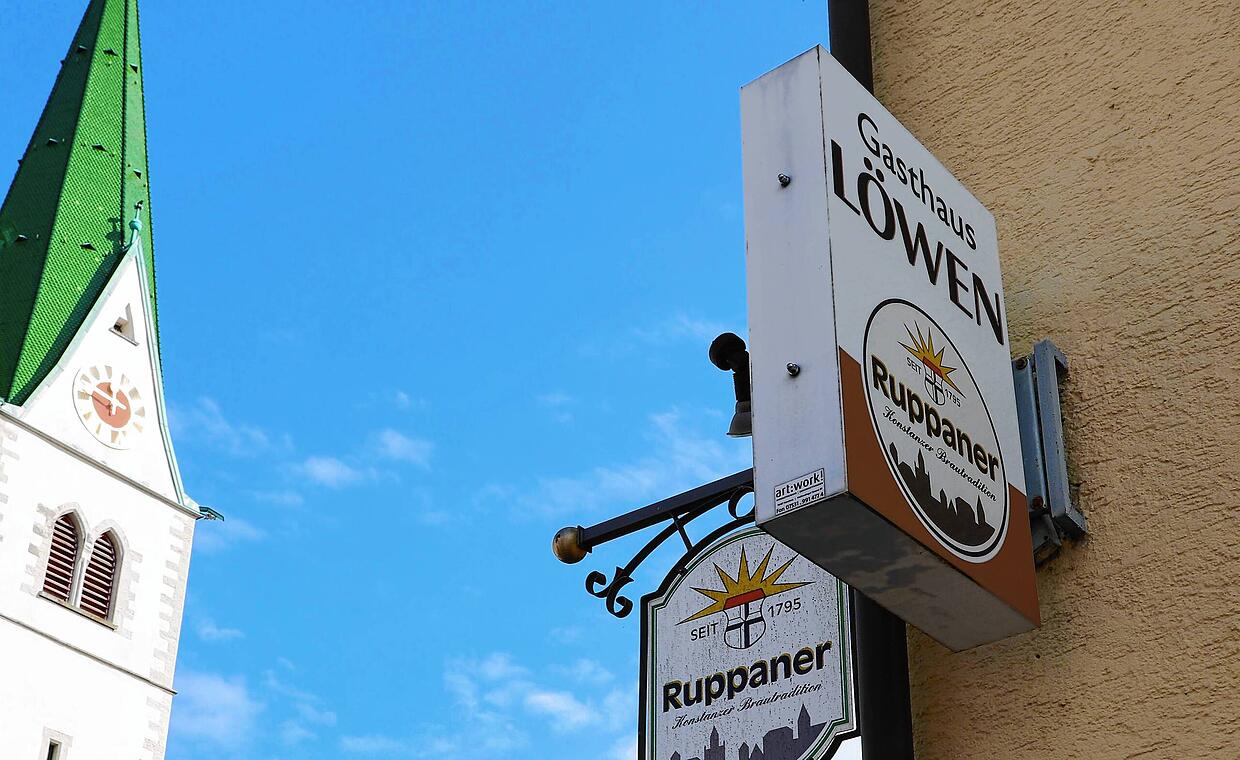 Gasthaus
LÖWEN
SEIT 1795
Ruppaner
Konstanzer Brautradition
art:work!
SEIT 1795
Ruppaner
Konstanzer Brautradition